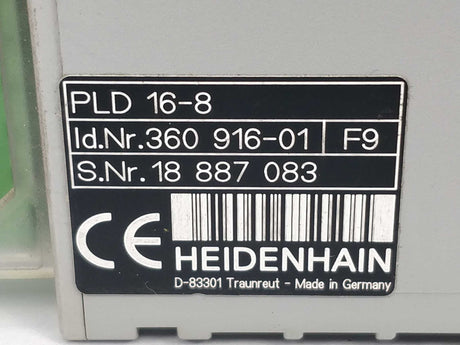 PLD 16-8
Id.Nr. 360 916-01 F9
S.Nr. 18 887 083
CE HEIDENHAIN
D-83301 Traunreut - Made in Germany